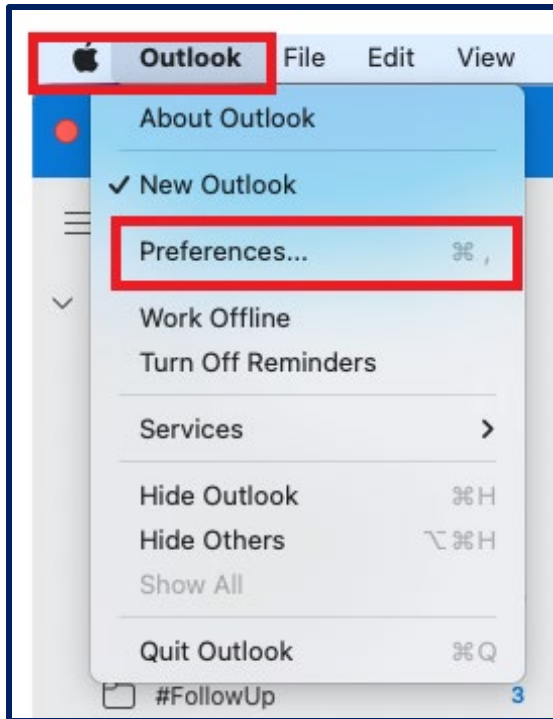 Outlook File Edit View
About Outlook
✓ New Outlook
Preferences... ⌘ ,
Work Offline
Turn Off Reminders
Services >
Hide Outlook ⌘H
Hide Others ⌥⌘H
Show All
Quit Outlook ⌘Q
#FollowUp 3